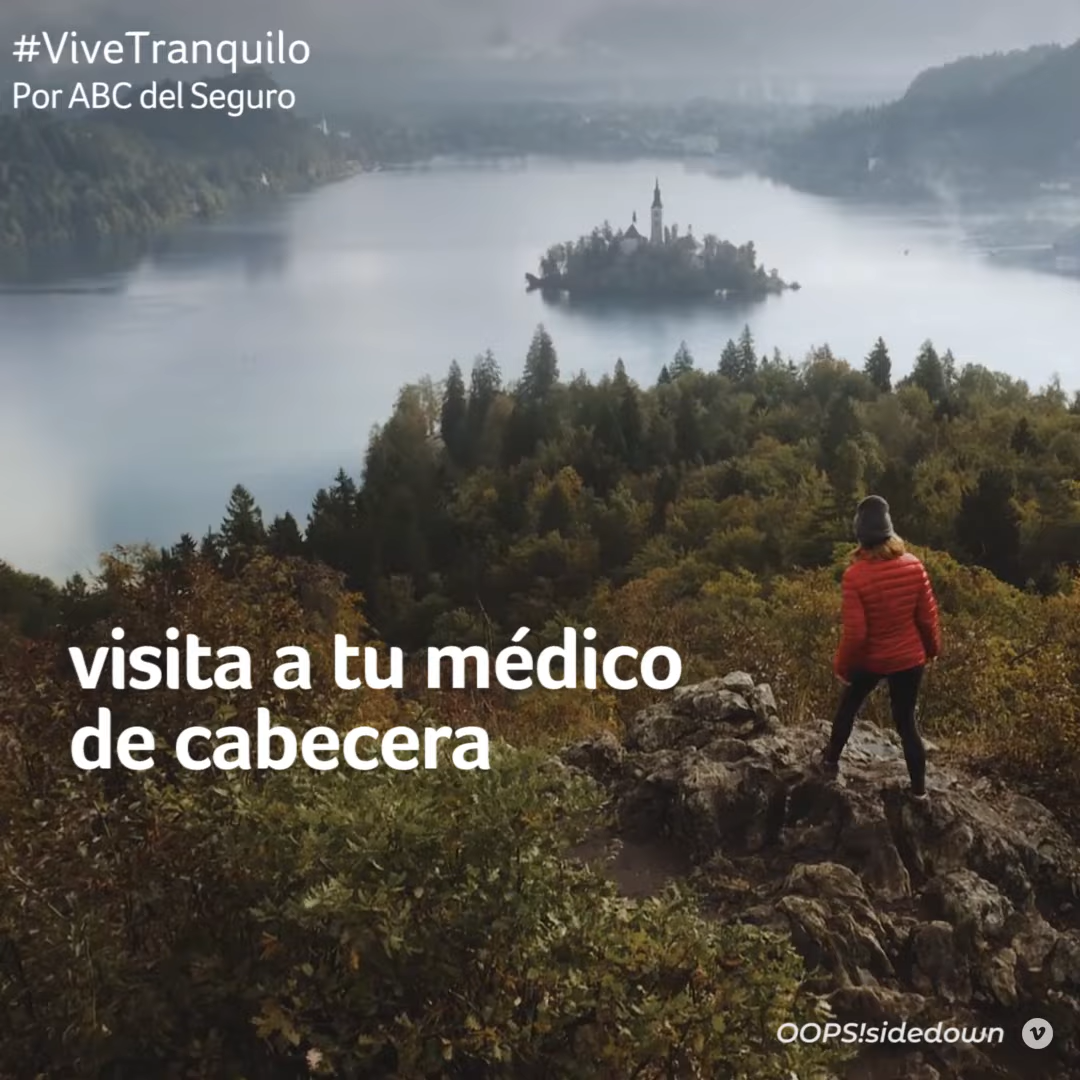 #ViveTranquilo
Por ABC del Seguro
visita a tu médico
de cabecera
OOPS!sidedown